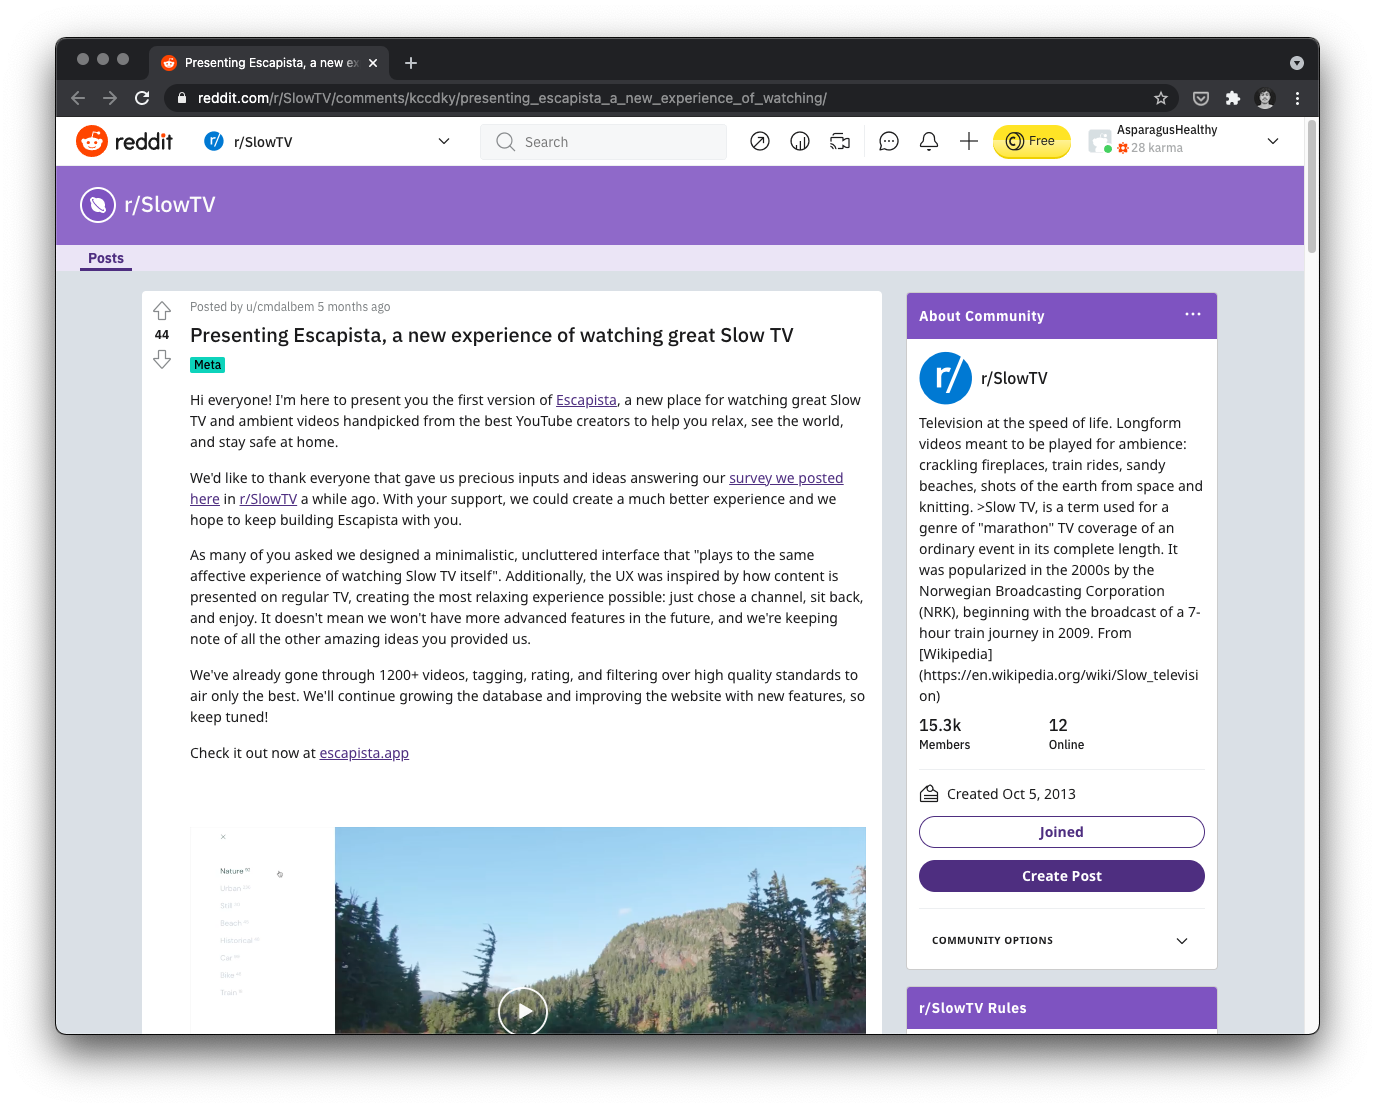 Presenting Escapista, a new ex
reddit.com/r/SlowTV/comments/kccdky/presenting_escapista_a_new_experience_of_watching/
reddit
r/SlowTV
Search
Free
AsparagusHealthy
28 karma
r/SlowTV
Posts
Posted by u/cmdalbem 5 months ago
44
Presenting Escapista, a new experience of watching great Slow TV
Meta
Hi everyone! I'm here to present you the first version of Escapista, a new place for watching great Slow
TV and ambient videos handpicked from the best YouTube creators to help you relax, see the world,
and stay safe at home.
We'd like to thank everyone that gave us precious inputs and ideas answering our survey we posted
here in r/SlowTV a while ago. With your support, we could create a much better experience and we
hope to keep building Escapista with you.
As many of you asked we designed a minimalistic, uncluttered interface that "plays to the same
affective experience of watching Slow TV itself". Additionally, the UX was inspired by how content is
presented on regular TV, creating the most relaxing experience possible: just chose a channel, sit back,
and enjoy. It doesn't mean we won't have more advanced features in the future, and we're keeping
note of all the other amazing ideas you provided us.
We've already gone through 1200+ videos, tagging, rating, and filtering over high quality standards to
air only the best. We'll continue growing the database and improving the website with new features, so
keep tuned!
Check it out now at escapista.app
Nature
Urban
Still
Beach
Historical
Car
Bike
Train
About Community
r/
r/SlowTV
Television at the speed of life. Longform
videos meant to be played for ambience:
crackling fireplaces, train rides, sandy
beaches, shots of the earth from space and
knitting. >Slow TV, is a term used for a
genre of "marathon" TV coverage of an
ordinary event in its complete length. It
was popularized in the 2000s by the
Norwegian Broadcasting Corporation
(NRK), beginning with the broadcast of a 7-
hour train journey in 2009. From
[Wikipedia]
(https://en.wikipedia.org/wiki/Slow_televisi
on)
15.3k
Members
12
Online
Created Oct 5, 2013
Joined
Create Post
COMMUNITY OPTIONS
r/SlowTV Rules